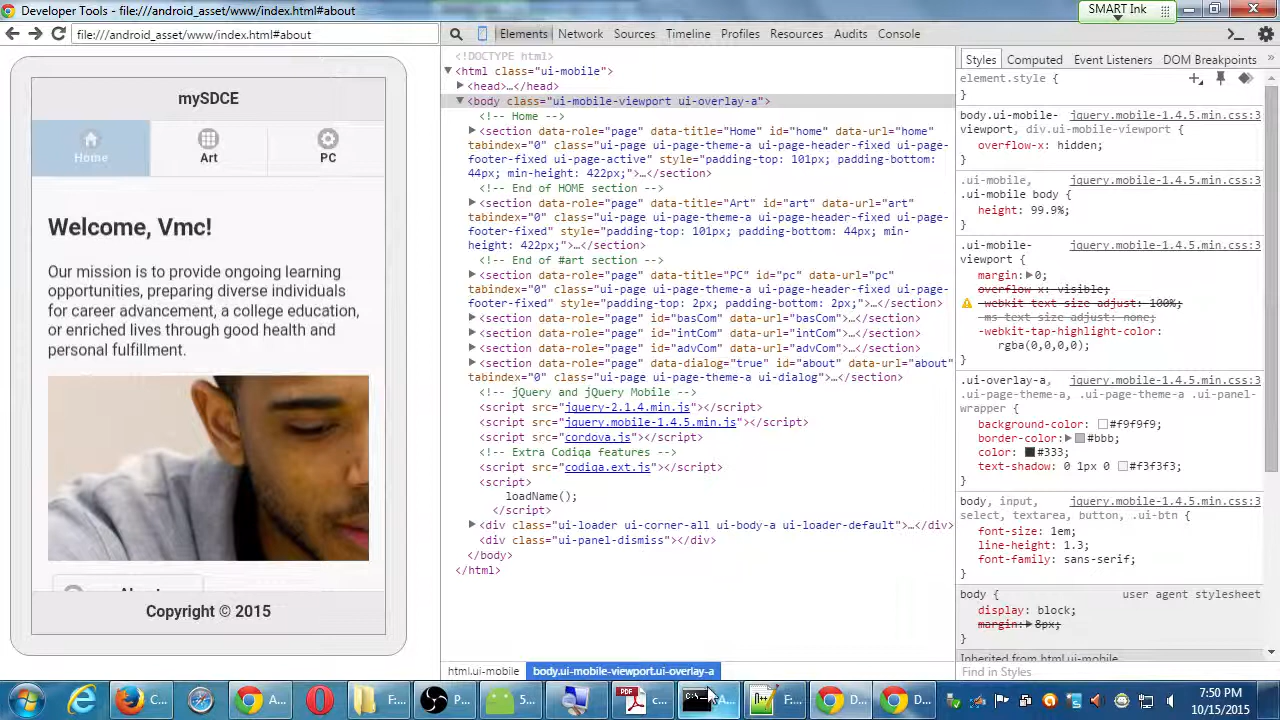 Developer Tools - file:///android_asset/www/index.html#about
SMART Ink
file:///android_asset/www/index.html#about
Elements Network Sources Timeline Profiles Resources Audits Console
mySDCE
Home Art PC
Welcome, Vmc!
Our mission is to provide ongoing learning
opportunities, preparing diverse individuals
for career advancement, a college education,
or enriched lives through good health and
personal fulfillment.
Copyright © 2015
<!DOCTYPE html>
<html class="ui-mobile">
<head>…</head>
<body class="ui-mobile-viewport ui-overlay-a">
<!-- Home -->
<section data-role="page" data-title="Home" id="home" data-url="home"
tabindex="0" class="ui-page ui-page-theme-a ui-page-header-fixed ui-page-
footer-fixed ui-page-active" style="padding-top: 101px; padding-bottom:
44px; min-height: 422px;">…</section>
<!-- End of HOME section -->
<section data-role="page" data-title="Art" id="art" data-url="art"
tabindex="0" class="ui-page ui-page-theme-a ui-page-header-fixed ui-page-
footer-fixed" style="padding-top: 101px; padding-bottom: 44px; min-
height: 422px;">…</section>
<!-- End of #art section -->
<section data-role="page" data-title="PC" id="pc" data-url="pc"
tabindex="0" class="ui-page ui-page-theme-a ui-page-header-fixed ui-page-
footer-fixed" style="padding-top: 2px; padding-bottom: 2px;">…</section>
<section data-role="page" id="basCom" data-url="basCom">…</section>
<section data-role="page" id="intCom" data-url="intCom">…</section>
<section data-role="page" id="advCom" data-url="advCom">…</section>
<section data-role="page" data-dialog="true" id="about" data-url="about"
tabindex="0" class="ui-page ui-page-theme-a ui-dialog">…</section>
<!-- jQuery and jQuery Mobile -->
<script src="jquery-2.1.4.min.js"></script>
<script src="jquery.mobile-1.4.5.min.js"></script>
<script src="cordova.js"></script>
<!-- Extra Codiqa features -->
<script src="codiqa.ext.js"></script>
<script>
loadName();
</script>
<div class="ui-loader ui-corner-all ui-body-a ui-loader-default">…</div>
<div class="ui-panel-dismiss"></div>
</body>
</html>
html.ui-mobile body.ui-mobile-viewport.ui-overlay-a
Styles Computed Event Listeners DOM Breakpoints »
element.style {
}
body.ui-mobile- jquery.mobile-1.4.5.min.css:3
viewport, div.ui-mobile-viewport {
overflow-x: hidden;
}
.ui-mobile, jquery.mobile-1.4.5.min.css:3
.ui-mobile body {
height: 99.9%;
}
.ui-mobile- jquery.mobile-1.4.5.min.css:3
viewport {
margin: 0;
overflow-x: visible;
-webkit-text-size-adjust: 100%;
-ms-text-size-adjust: none;
-webkit-tap-highlight-color:
rgba(0,0,0,0);
}
.ui-overlay-a, jquery.mobile-1.4.5.min.css:3
.ui-page-theme-a, .ui-page-theme-a .ui-panel-
wrapper {
background-color: #f9f9f9;
border-color: #bbb;
color: #333;
text-shadow: 0 1px 0 #f3f3f3;
}
body, input, jquery.mobile-1.4.5.min.css:3
select, textarea, button, .ui-btn {
font-size: 1em;
line-height: 1.3;
font-family: sans-serif;
}
body { user agent stylesheet
display: block;
margin: 8px;
}
Inherited from html.ui-mobile
Find in Styles
C... A... F... P... 5... PDF c... C:\ A... F... D... D...
7:50 PM
10/15/2015